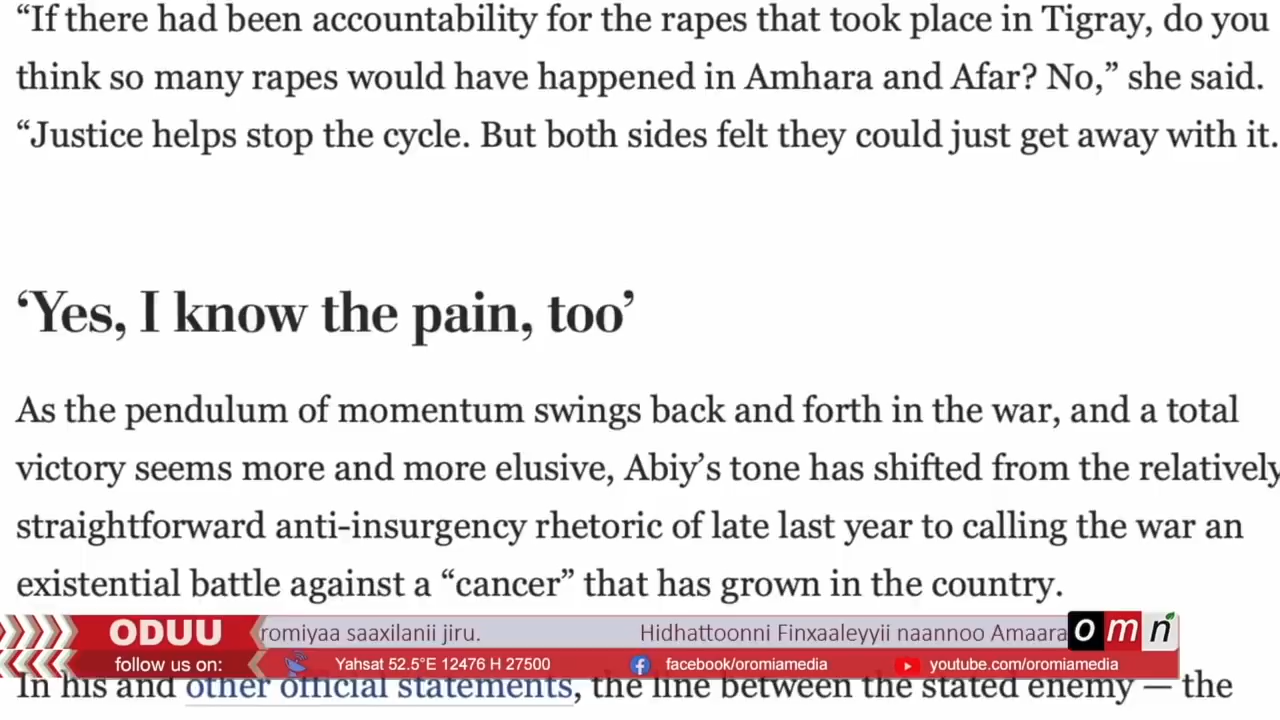 “If there had been accountability for the rapes that took place in Tigray, do you
think so many rapes would have happened in Amhara and Afar? No,” she said.
“Justice helps stop the cycle. But both sides felt they could just get away with it.
‘Yes, I know the pain, too’
As the pendulum of momentum swings back and forth in the war, and a total
victory seems more and more elusive, Abiy’s tone has shifted from the relatively
straightforward anti-insurgency rhetoric of late last year to calling the war an
existential battle against a “cancer” that has grown in the country.
ODUU romiyaa saaxilanii jiru. Hidhattoonni Finxaaleyyii naannoo Amaara omn
follow us on: Yahsat 52.5°E 12476 H 27500 facebook/oromiamedia youtube.com/oromiamedia
In his and other official statements, the line between the stated enemy — the